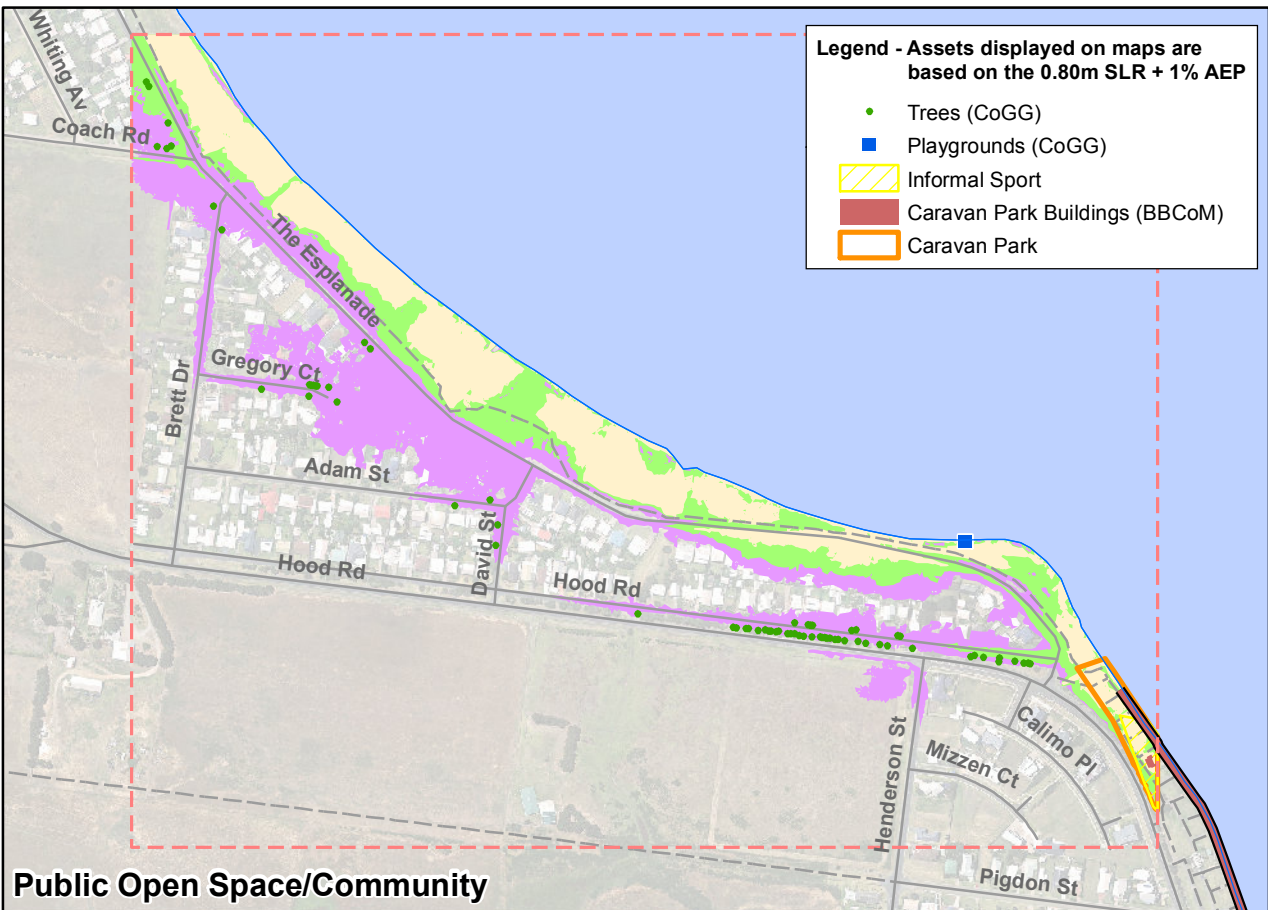 Legend - Assets displayed on maps are
based on the 0.80m SLR + 1% AEP
Trees (CoGG)
Playgrounds (CoGG)
Informal Sport
Caravan Park Buildings (BBCoM)
Caravan Park
Whiting Av
Coach Rd
The Esplanade
Gregory Ct
Brett Dr
Adam St
David St
Hood Rd
Hood Rd
Henderson St
Calimo Pl
Mizzen Ct
Pigdon St
Public Open Space/Community